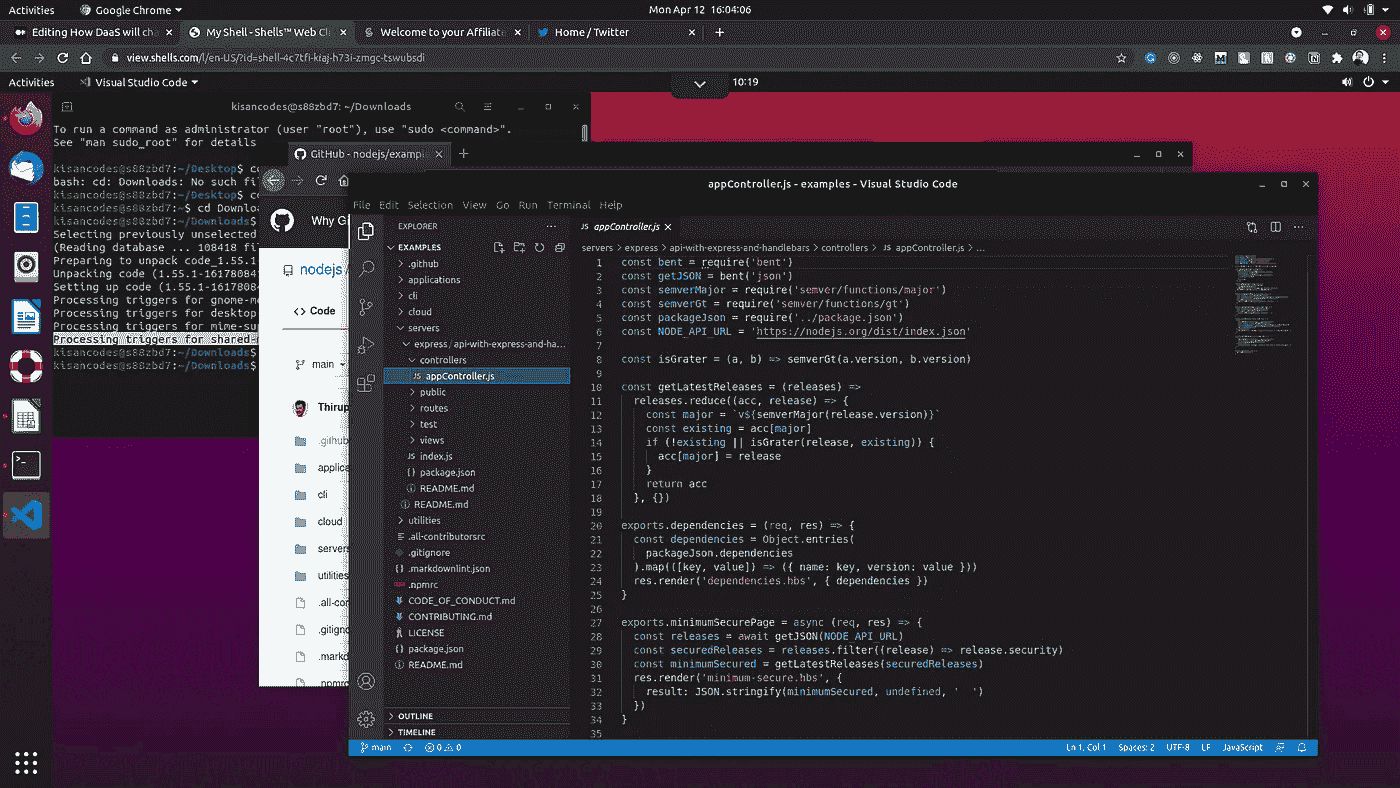 Activities Google Chrome Mon Apr 12 16:04:06
Editing How DaaS will cha
My Shell - Shells™ Web Cl
Welcome to your Affiliate
Home / Twitter
view.shells.com/l/en-US/?id=shell-4c7tfi-kiaj-h73i-zmgc-tswubsdi
Activities Visual Studio Code 10:19
kisancodes@s88zbd7: ~/Downloads
To run a command as administrator (user "root"), use "sudo <command>".
See "man sudo_root" for details
kisancodes@s88zbd7:~/Desktop$
bash: cd: Downloads: No such fi
kisancodes@s88zbd7:~/Desktop$
kisancodes@s88zbd7:~$ cd Downlo
kisancodes@s88zbd7:~/Downloads$
Selecting previously unselected
(Reading database ... 108418 fi
Preparing to unpack code_1.55.1-
Unpacking code (1.55.1-161780841
Setting up code (1.55.1-1617808
Processing triggers for gnome-m
Processing triggers for desktop
Processing triggers for mime-sup
Processing triggers for shared-
kisancodes@s88zbd7:~/Downloads$
kisancodes@s88zbd7:~/Downloads$
GitHub - nodejs/example
Why Gi
nodejs/
Code
main
Thirup
.github
applica
cli
cloud
servers
utilities
.all-con
.gitigno
.markd
.npmrc
appController.js - examples - Visual Studio Code
File Edit Selection View Go Run Terminal Help
EXPLORER
EXAMPLES
.github
applications
cli
cloud
servers
express/api-with-express-and-ha...
controllers
JS appController.js
public
routes
test
views
JS index.js
{} package.json
README.md
README.md
utilities
.all-contributorsrc
.gitignore
{} .markdownlint.json
.npmrc
CODE_OF_CONDUCT.md
CONTRIBUTING.md
LICENSE
{} package.json
README.md
OUTLINE
TIMELINE
JS appController.js
servers > express > api-with-express-and-handlebars > controllers > JS appController.js > ...
1 const bent = require('bent')
2 const getJSON = bent('json')
3 const semverMajor = require('semver/functions/major')
4 const semverGt = require('semver/functions/gt')
5 const packageJson = require('../package.json')
6 const NODE_API_URL = 'https://nodejs.org/dist/index.json'
7
8 const isGrater = (a, b) => semverGt(a.version, b.version)
9
10 const getLatestReleases = (releases) =>
11 releases.reduce((acc, release) => {
12 const major = `v${semverMajor(release.version)}`
13 const existing = acc[major]
14 if (!existing || isGrater(release, existing)) {
15 acc[major] = release
16 }
17 return acc
18 }, {})
19
20 exports.dependencies = (req, res) => {
21 const dependencies = Object.entries(
22 packageJson.dependencies
23 ).map(([key, value]) => ({ name: key, version: value }))
24 res.render('dependencies.hbs', { dependencies })
25 }
26
27 exports.minimumSecurePage = async (req, res) => {
28 const releases = await getJSON(NODE_API_URL)
29 const securedReleases = releases.filter((release) => release.security)
30 const minimumSecured = getLatestReleases(securedReleases)
31 res.render('minimum-secure.hbs', {
32 result: JSON.stringify(minimumSecured, undefined, '  ')
33 })
34 }
35
main 0 0 Ln 1, Col 1 Spaces: 2 UTF-8 LF JavaScript